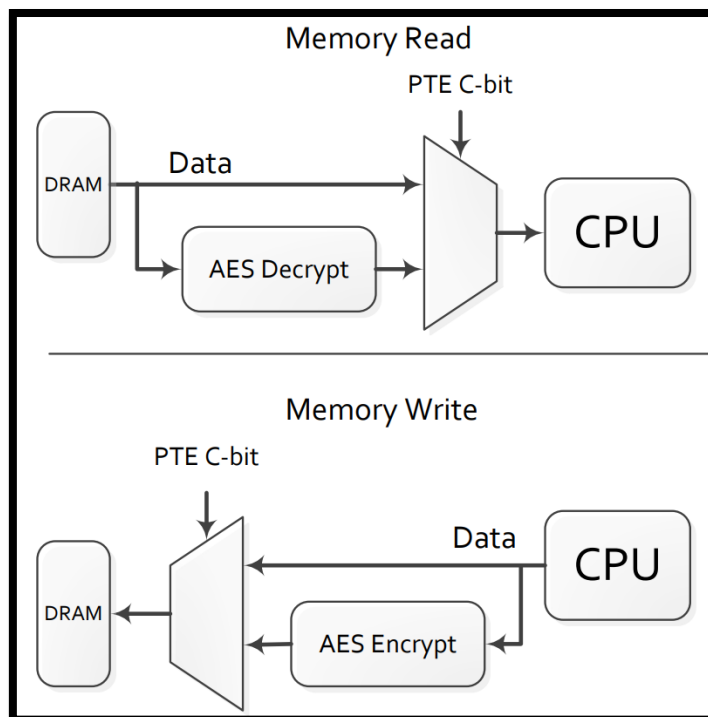 Memory Read
PTE C-bit
Data
DRAM
CPU
AES Decrypt
Memory Write
PTE C-bit
Data
CPU
DRAM
AES Encrypt